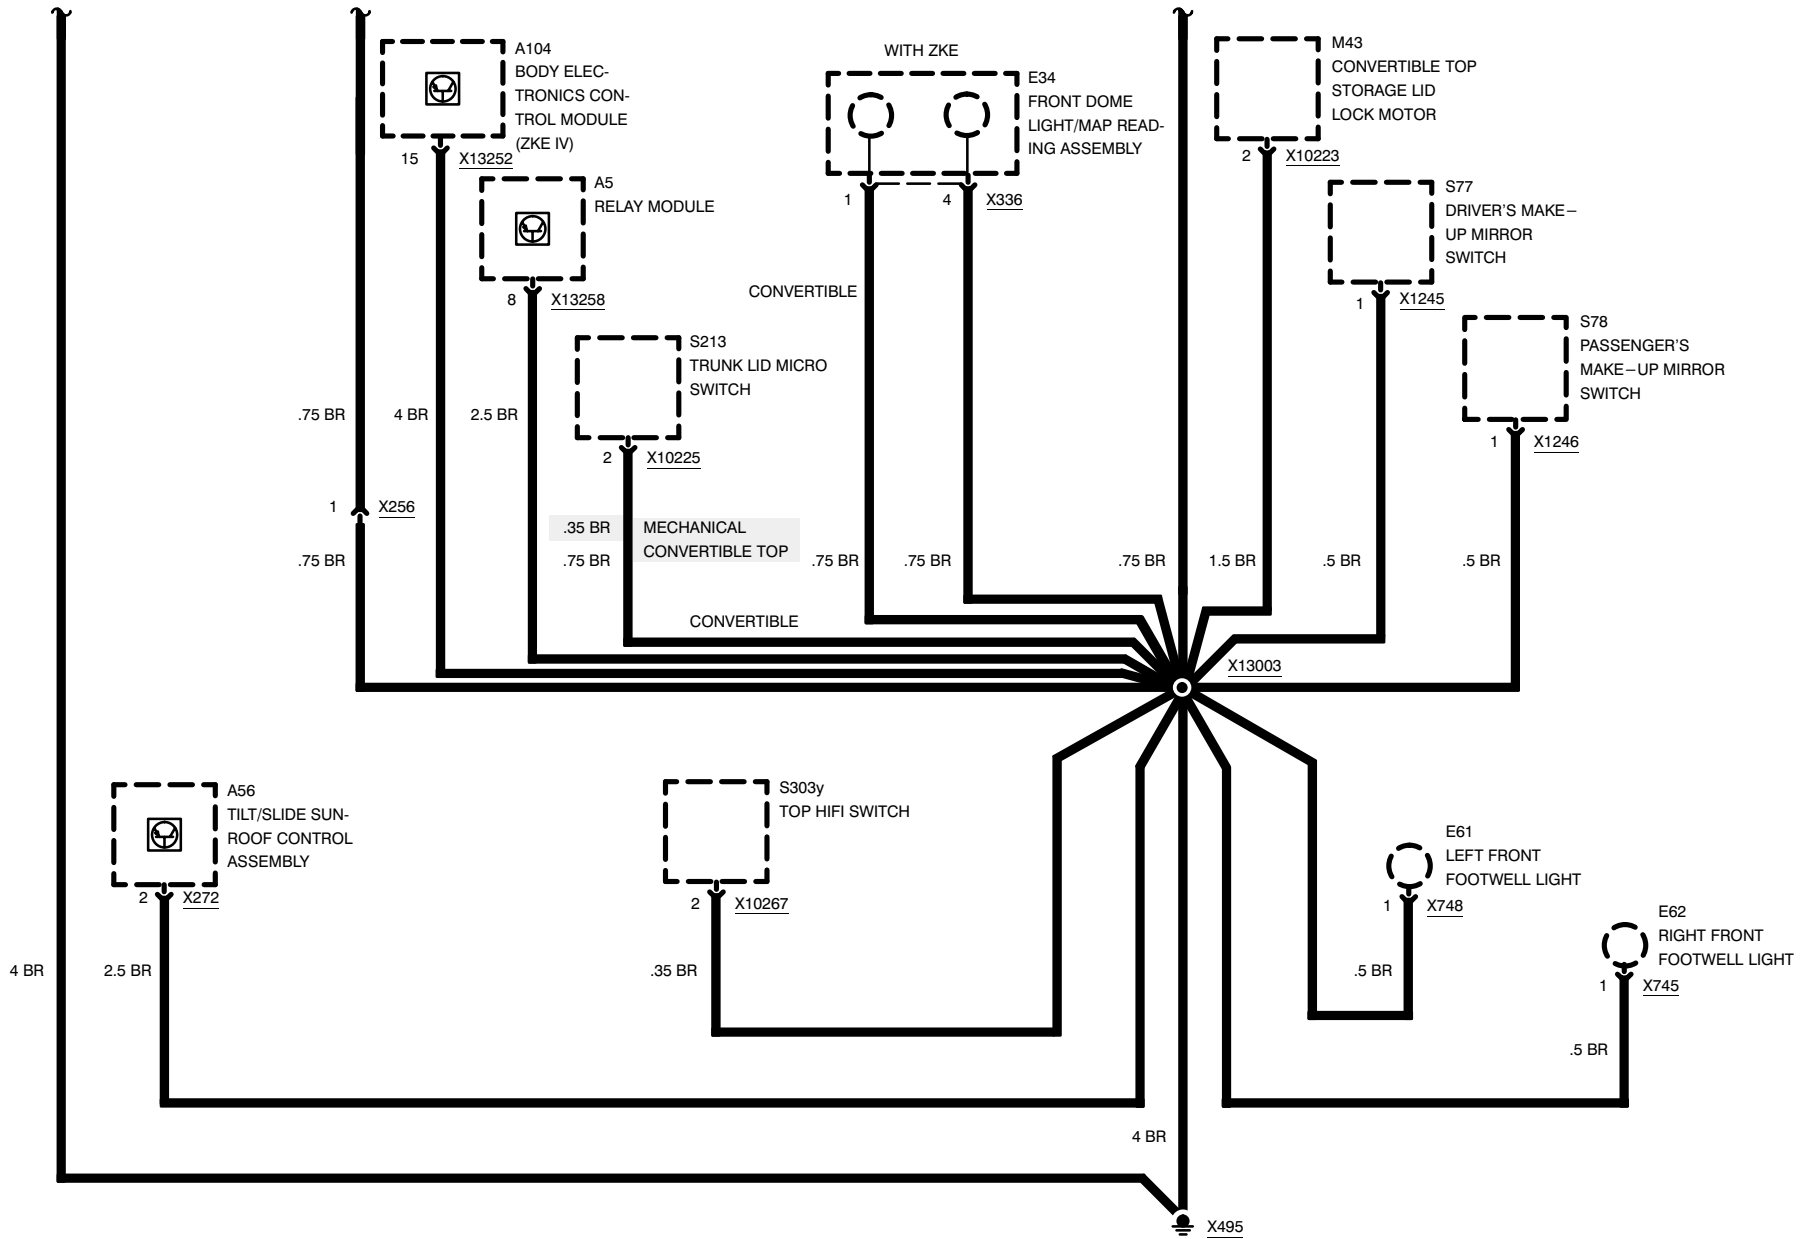 A104
BODY ELEC-
TRONICS CON-
TROL MODULE
(ZKE IV)
15
X13252
A5
RELAY MODULE
8
X13258
S213
TRUNK LID MICRO
SWITCH
2
X10225
WITH ZKE
E34
FRONT DOME
LIGHT/MAP READ-
ING ASSEMBLY
1
4
X336
CONVERTIBLE
M43
CONVERTIBLE TOP
STORAGE LID
LOCK MOTOR
2
X10223
S77
DRIVER'S MAKE–
UP MIRROR
SWITCH
1
X1245
S78
PASSENGER'S
MAKE–UP MIRROR
SWITCH
1
X1246
.75 BR
4 BR
2.5 BR
1
X256
.35 BR
MECHANICAL
CONVERTIBLE TOP
.75 BR
.75 BR
.75 BR
.75 BR
.75 BR
1.5 BR
.5 BR
.5 BR
CONVERTIBLE
X13003
A56
TILT/SLIDE SUN-
ROOF CONTROL
ASSEMBLY
2
X272
S303y
TOP HIFI SWITCH
2
X10267
E61
LEFT FRONT
FOOTWELL LIGHT
1
X748
E62
RIGHT FRONT
FOOTWELL LIGHT
1
X745
4 BR
2.5 BR
.35 BR
.5 BR
.5 BR
4 BR
X495